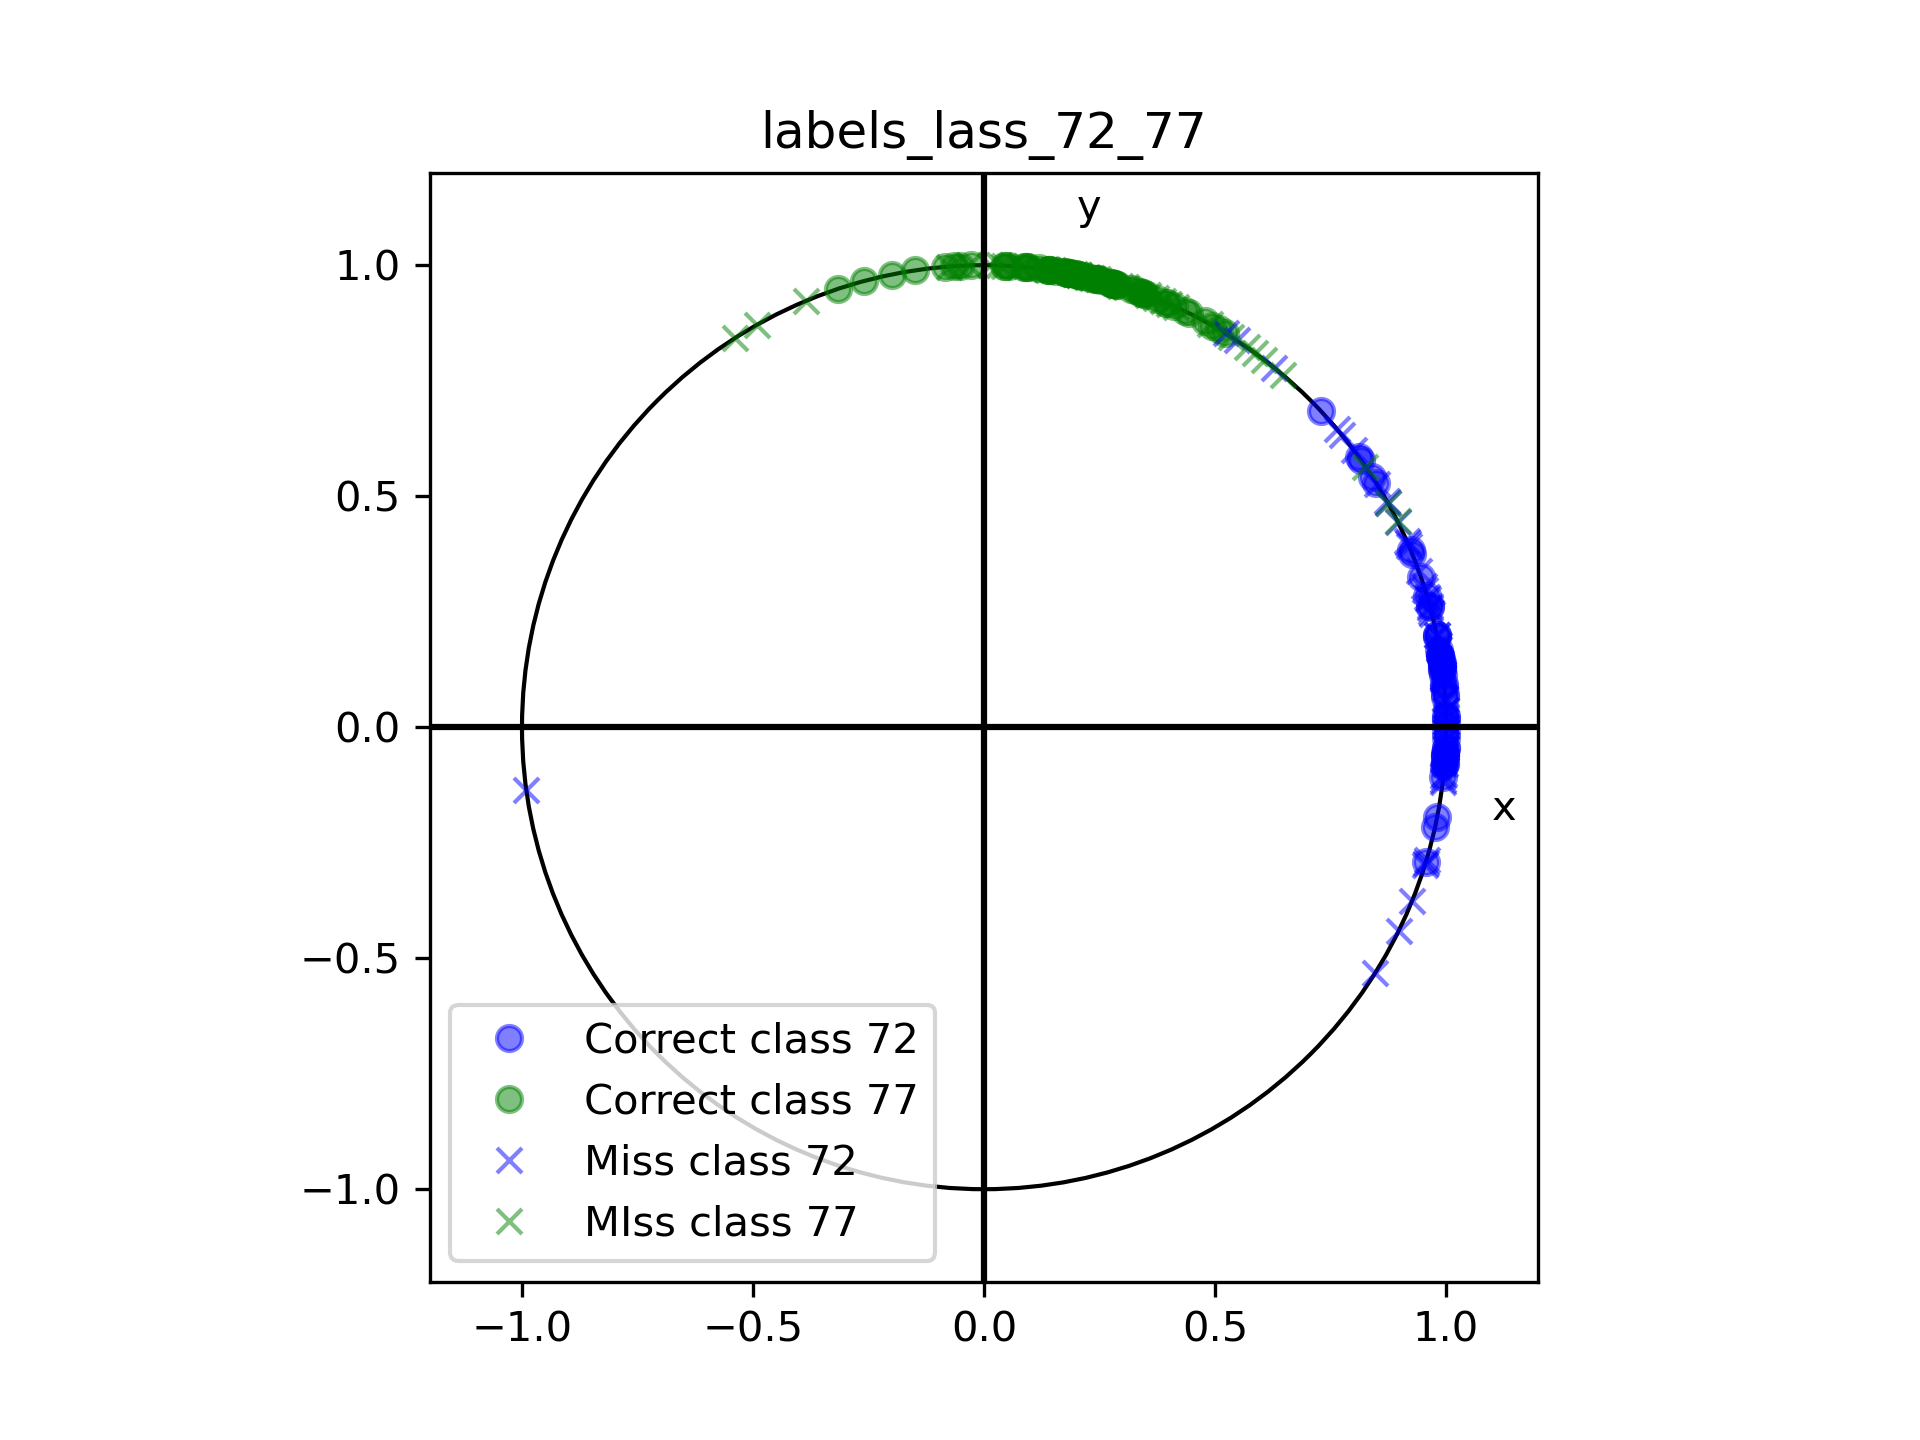 labels_lass_72_77
y
1.0
0.5
0.0
x
−0.5
−1.0
Correct class 72
Correct class 77
Miss class 72
MIss class 77
−1.0 −0.5 0.0 0.5 1.0